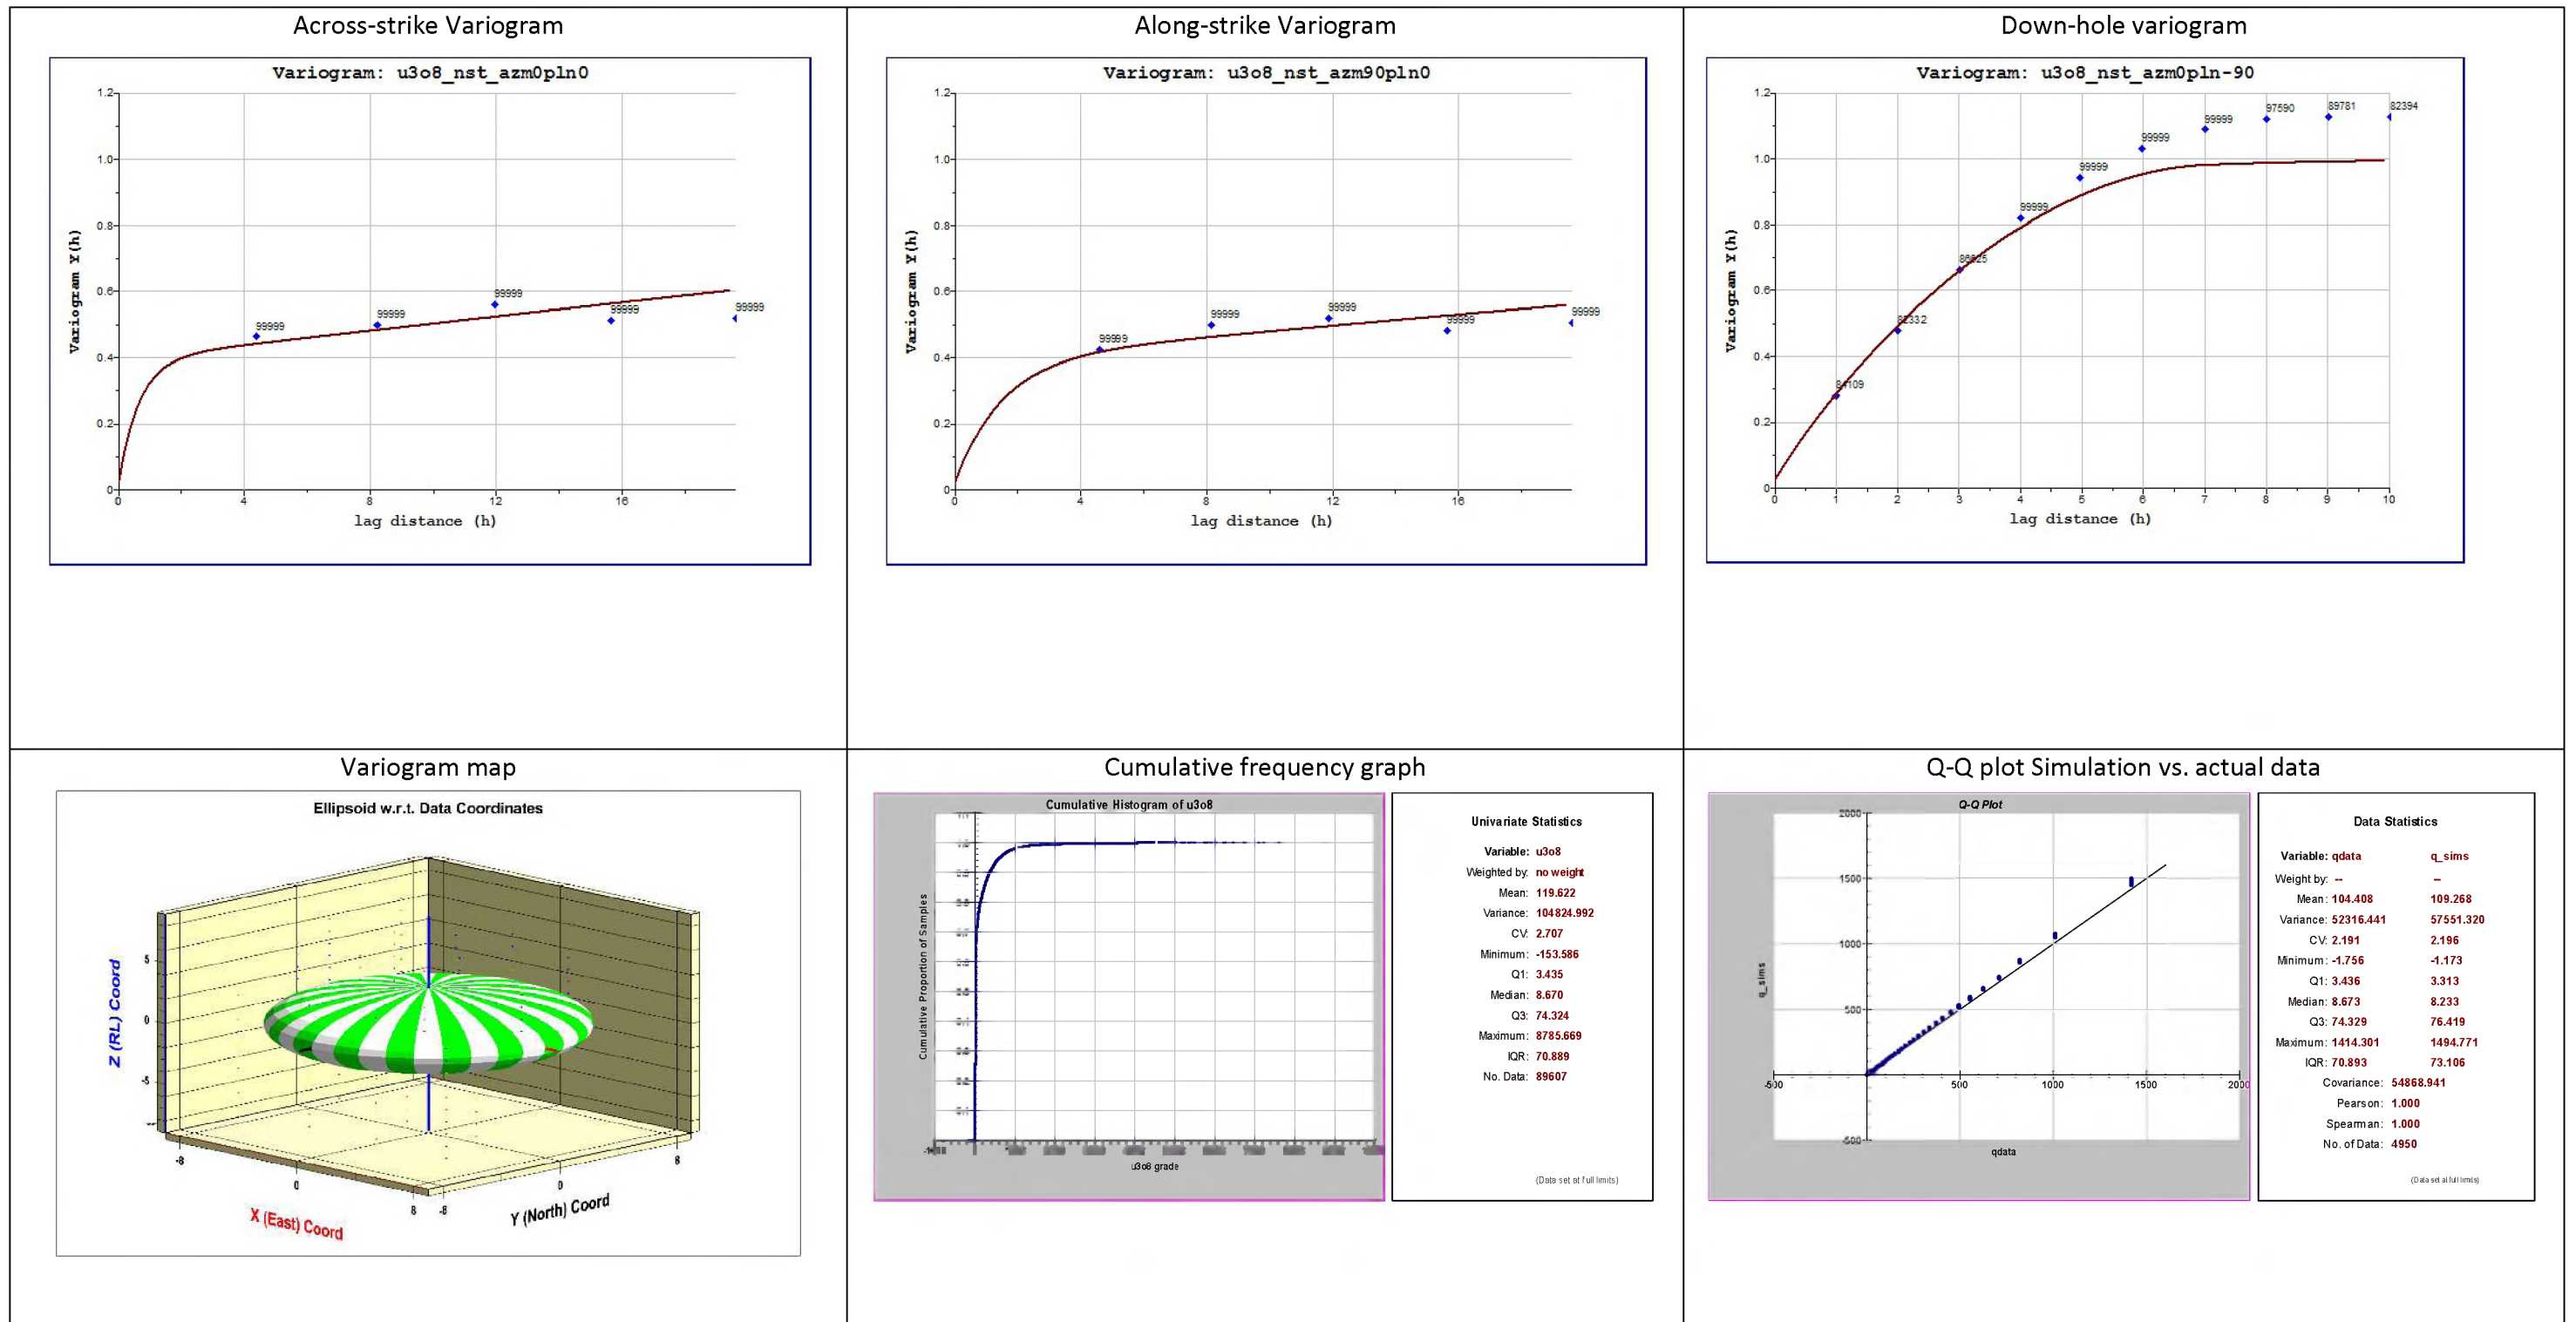 Across-strike Variogram
Variogram: u3o8_nst_azm0pln0
1.2
1.0
0.8
0.6
0.4
0.2
0
Variogram Y(h)
99999
99999
99999
99999
99999
0 4 8 12 16
lag distance (h)
Along-strike Variogram
Variogram: u3o8_nst_azm90pln0
1.2
1.0
0.8
0.6
0.4
0.2
0
Variogram Y(h)
99999
99999
99999
99999
99999
0 4 8 12 16
lag distance (h)
Down-hole variogram
Variogram: u3o8_nst_azm0pln-90
1.2
1.0
0.8
0.6
0.4
0.2
0
Variogram Y(h)
84109
82332
99999
99999
99999
99999
97590
89781
82394
0 1 2 3 4 5 6 7 8 9 10
lag distance (h)
Variogram map
Ellipsoid w.r.t. Data Coordinates
Z (RL) Coord
5
0
-5
-8 0 8
X (East) Coord
-8 0 8
Y (North) Coord
Cumulative frequency graph
Cumulative Histogram of u3o8
Cumulative Proportion of Samples
u3o8 grade
Univariate Statistics
Variable: u3o8
Weighted by: no weight
Mean: 119.622
Variance: 104824.992
CV: 2.707
Minimum: -153.586
Q1: 3.435
Median: 8.670
Q3: 74.324
Maximum: 8785.669
IQR: 70.889
No. Data: 89607
(Data set at full limits)
Q-Q plot Simulation vs. actual data
Q-Q Plot
2000
1500
1000
500
-500
q_sims
-500 500 1000 1500 2000
qdata
Data Statistics
Variable: qdata q_sims
Weight by: -- --
Mean: 104.408 109.268
Variance: 52316.441 57551.320
CV: 2.191 2.196
Minimum: -1.756 -1.173
Q1: 3.436 3.313
Median: 8.673 8.233
Q3: 74.329 76.419
Maximum: 1414.301 1494.771
IQR: 70.893 73.106
Covariance: 54868.941
Pearson: 1.000
Spearman: 1.000
No. of Data: 4950
(Data set at full limits)